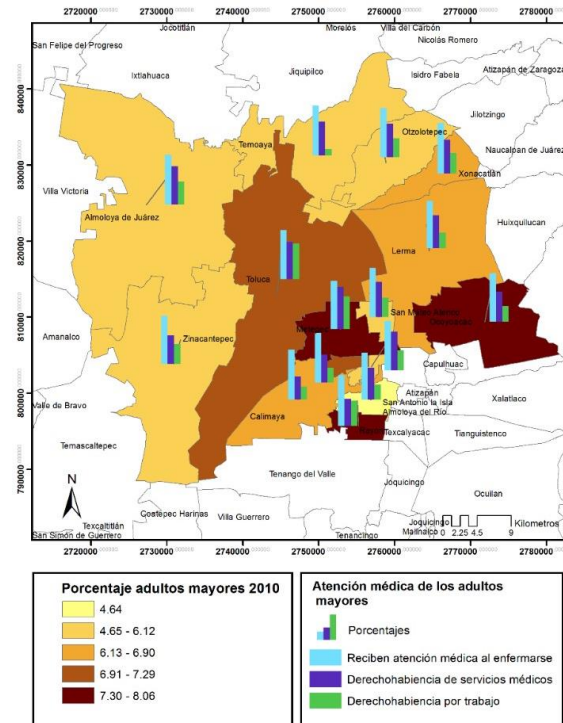 2720000 2730000 2740000 2750000 2760000 2770000 2780000
Jocotitlán
Morelos
Villa del Carbón
San Felipe del Progreso
Nicolás Romero
Ixtlahuaca
Jiquipilco
Isidro Fabela
Atizapán de Zaragoza
840000
Jilotzingo
Otzolotepec
Temoaya
Naucalpan de Juárez
830000
Xonacatlán
Villa Victoria
Almoloya de Juárez
Huixquilucan
820000
Lerma
Toluca
San Mateo Atenco
Ocoyoacac
810000
Amanalco
Zinacantepec
Metepec
Capulhuac
800000
Valle de Bravo
Atizapán
Xalatlaco
San Antonio la Isla
Almoloya del Río
Calimaya
Texcalyacac
Tianguistenco
Temascaltepec
790000
Tenango del Valle
Joquicingo
N
Ocuilan
Coatepec Harinas
Texcaltitlán
Villa Guerrero
Joquicingo
Malinalco
San Simón de Guerrero
Tenancingo
Kilometros
0 2.25 4.5 9
2720000 2730000 2740000 2750000 2760000 2770000 2780000
Porcentaje adultos mayores 2010
4.64
4.65 - 6.12
6.13 - 6.90
6.91 - 7.29
7.30 - 8.06
Atención médica de los adultos
mayores
Porcentajes
Reciben atención médica al enfermarse
Derechohabiencia de servicios médicos
Derechohabiencia por trabajo